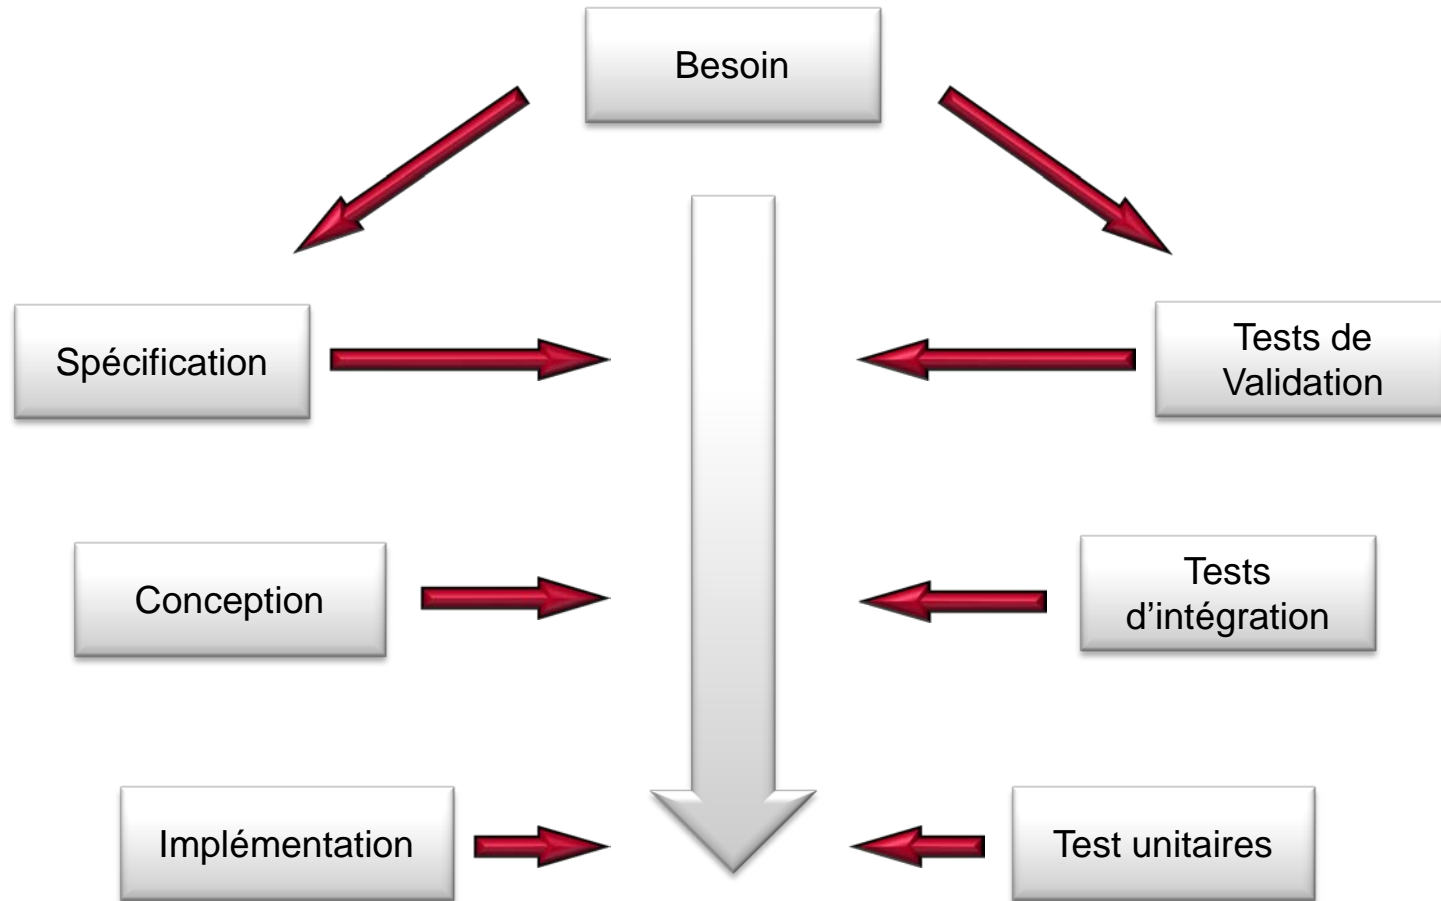 Besoin
Spécification
Tests de
Validation
Conception
Tests
d’intégration
Implémentation
Test unitaires